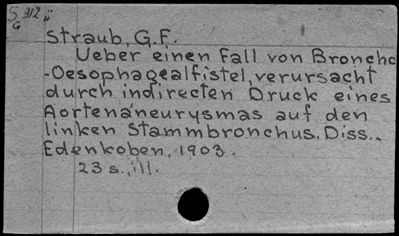 S 912 ü
G
Straub, G.F.
Ueber einen Fall von Broncho
-Oesophagealfistel, verursacht
durch indirecten Druck eines
Aortenaneurysmas auf den
linken Stammbronchus. Diss..
Edenkoben, 1903.
23 s., ill.